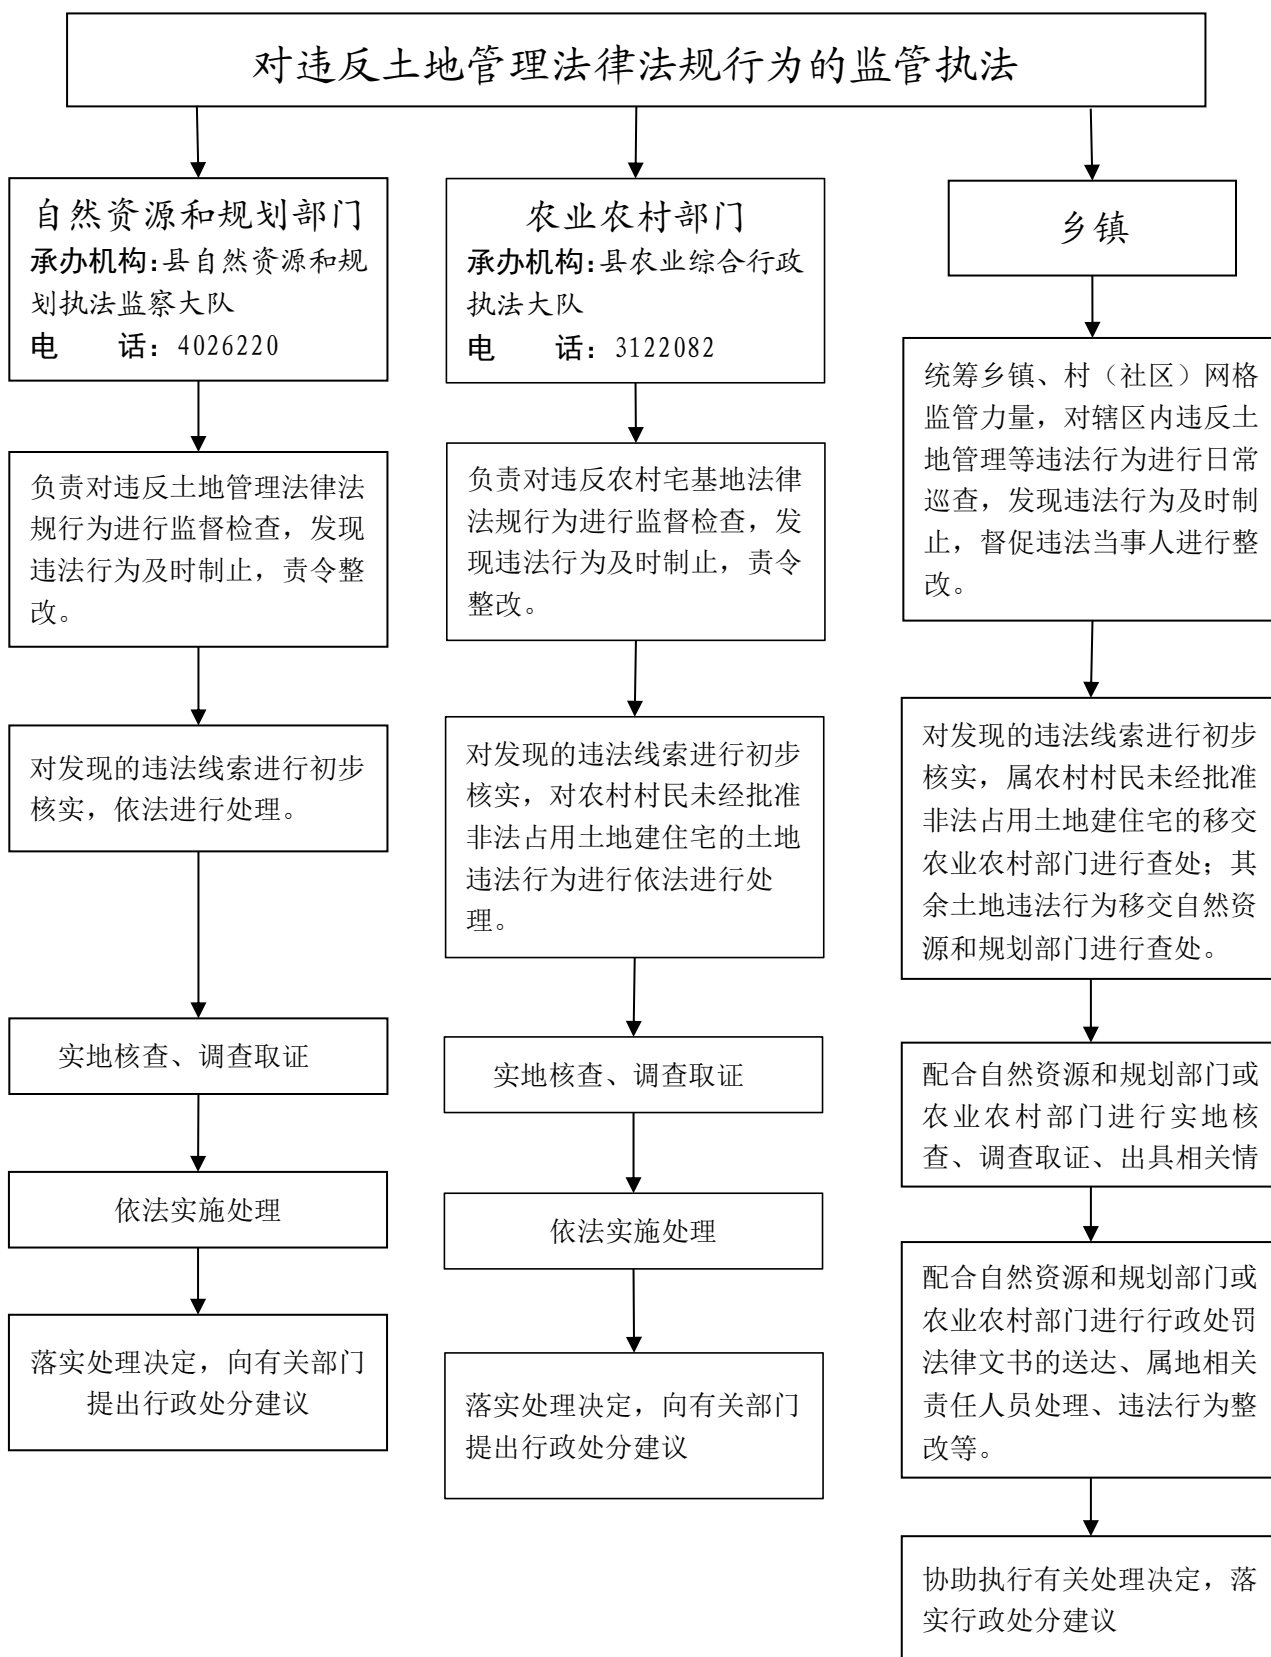 对违反土地管理法律法规行为的监管执法
自然资源和规划部门
承办机构:县自然资源和规
划执法监察大队
电　　话：4026220
负责对违反土地管理法律法
规行为进行监督检查，发现
违法行为及时制止，责令整
改。
对发现的违法线索进行初步
核实，依法进行处理。
实地核查、调查取证
依法实施处理
落实处理决定，向有关部门
提出行政处分建议
农业农村部门
承办机构:县农业综合行政
执法大队
电　　话：3122082
负责对违反农村宅基地法律
法规行为进行监督检查，发
现违法行为及时制止，责令
整改。
对发现的违法线索进行初步
核实，对农村村民未经批准
非法占用土地建住宅的土地
违法行为进行依法进行处
理。
实地核查、调查取证
依法实施处理
落实处理决定，向有关部门
提出行政处分建议
乡镇
统筹乡镇、村（社区）网格
监管力量，对辖区内违反土
地管理等违法行为进行日常
巡查，发现违法行为及时制
止，督促违法当事人进行整
改。
对发现的违法线索进行初步
核实，属农村村民未经批准
非法占用土地建住宅的移交
农业农村部门进行查处；其
余土地违法行为移交自然资
源和规划部门进行查处。
配合自然资源和规划部门或
农业农村部门进行实地核
查、调查取证、出具相关情
配合自然资源和规划部门或
农业农村部门进行行政处罚
法律文书的送达、属地相关
责任人员处理、违法行为整
改等。
协助执行有关处理决定，落
实行政处分建议